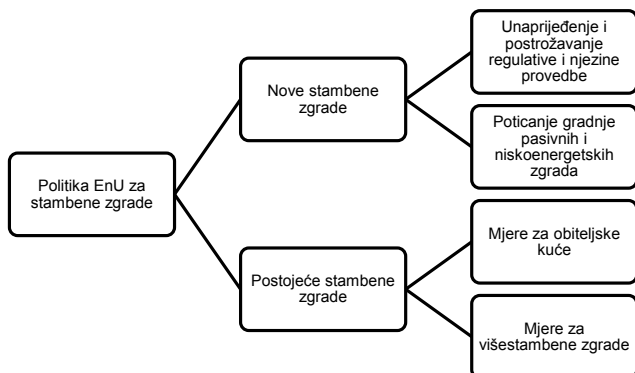 Unaprijeđenje i
postrožavanje
regulative i njezine
provedbe
Nove stambene
zgrade
Poticanje gradnje
pasivnih i
niskoenergetskih
zgrada
Politika EnU za
stambene zgrade
Mjere za obiteljske
kuće
Postojeće stambene
zgrade
Mjere za
višestambene zgrade